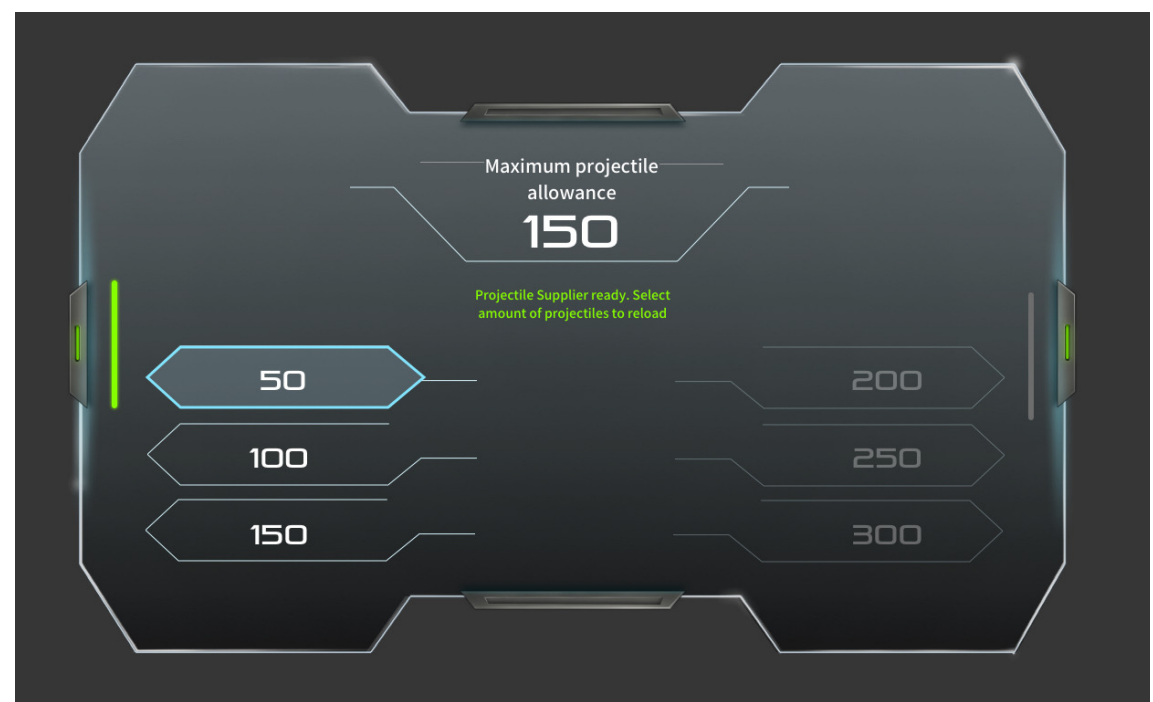 Maximum projectile
allowance
150
Projectile Supplier ready. Select
amount of projectiles to reload
50
100
150
200
250
300